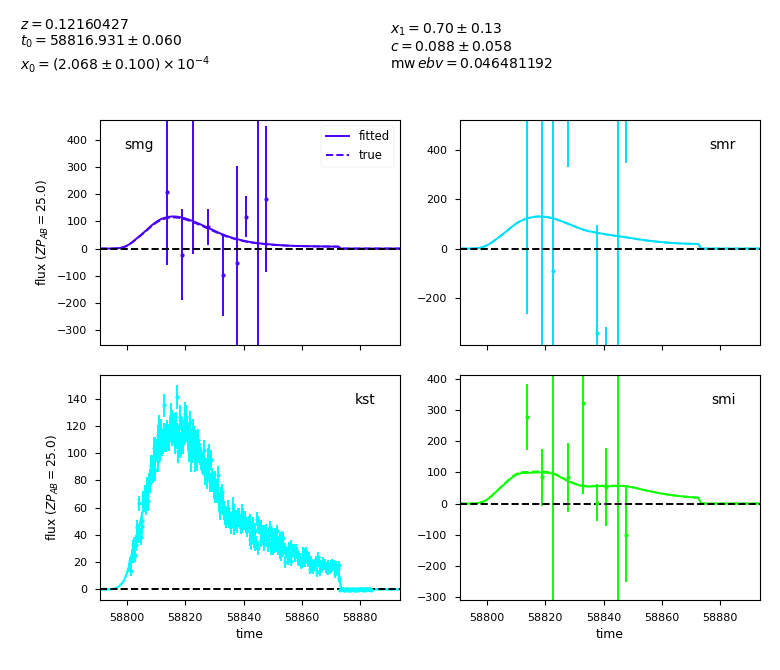 z = 0.12160427
t₀ = 58816.931 ± 0.060
x₀ = (2.068 ± 0.100) × 10⁻⁴
x₁ = 0.70 ± 0.13
c = 0.088 ± 0.058
mw ebv = 0.046481192
smg
fitted
true
400
300
200
100
0
−100
−200
−300
flux (ZP_AB = 25.0)
smr
400
200
0
−200
kst
140
120
100
80
60
40
20
0
flux (ZP_AB = 25.0)
58800 58820 58840 58860 58880
time
smi
400
300
200
100
0
−100
−200
−300
58800 58820 58840 58860 58880
time